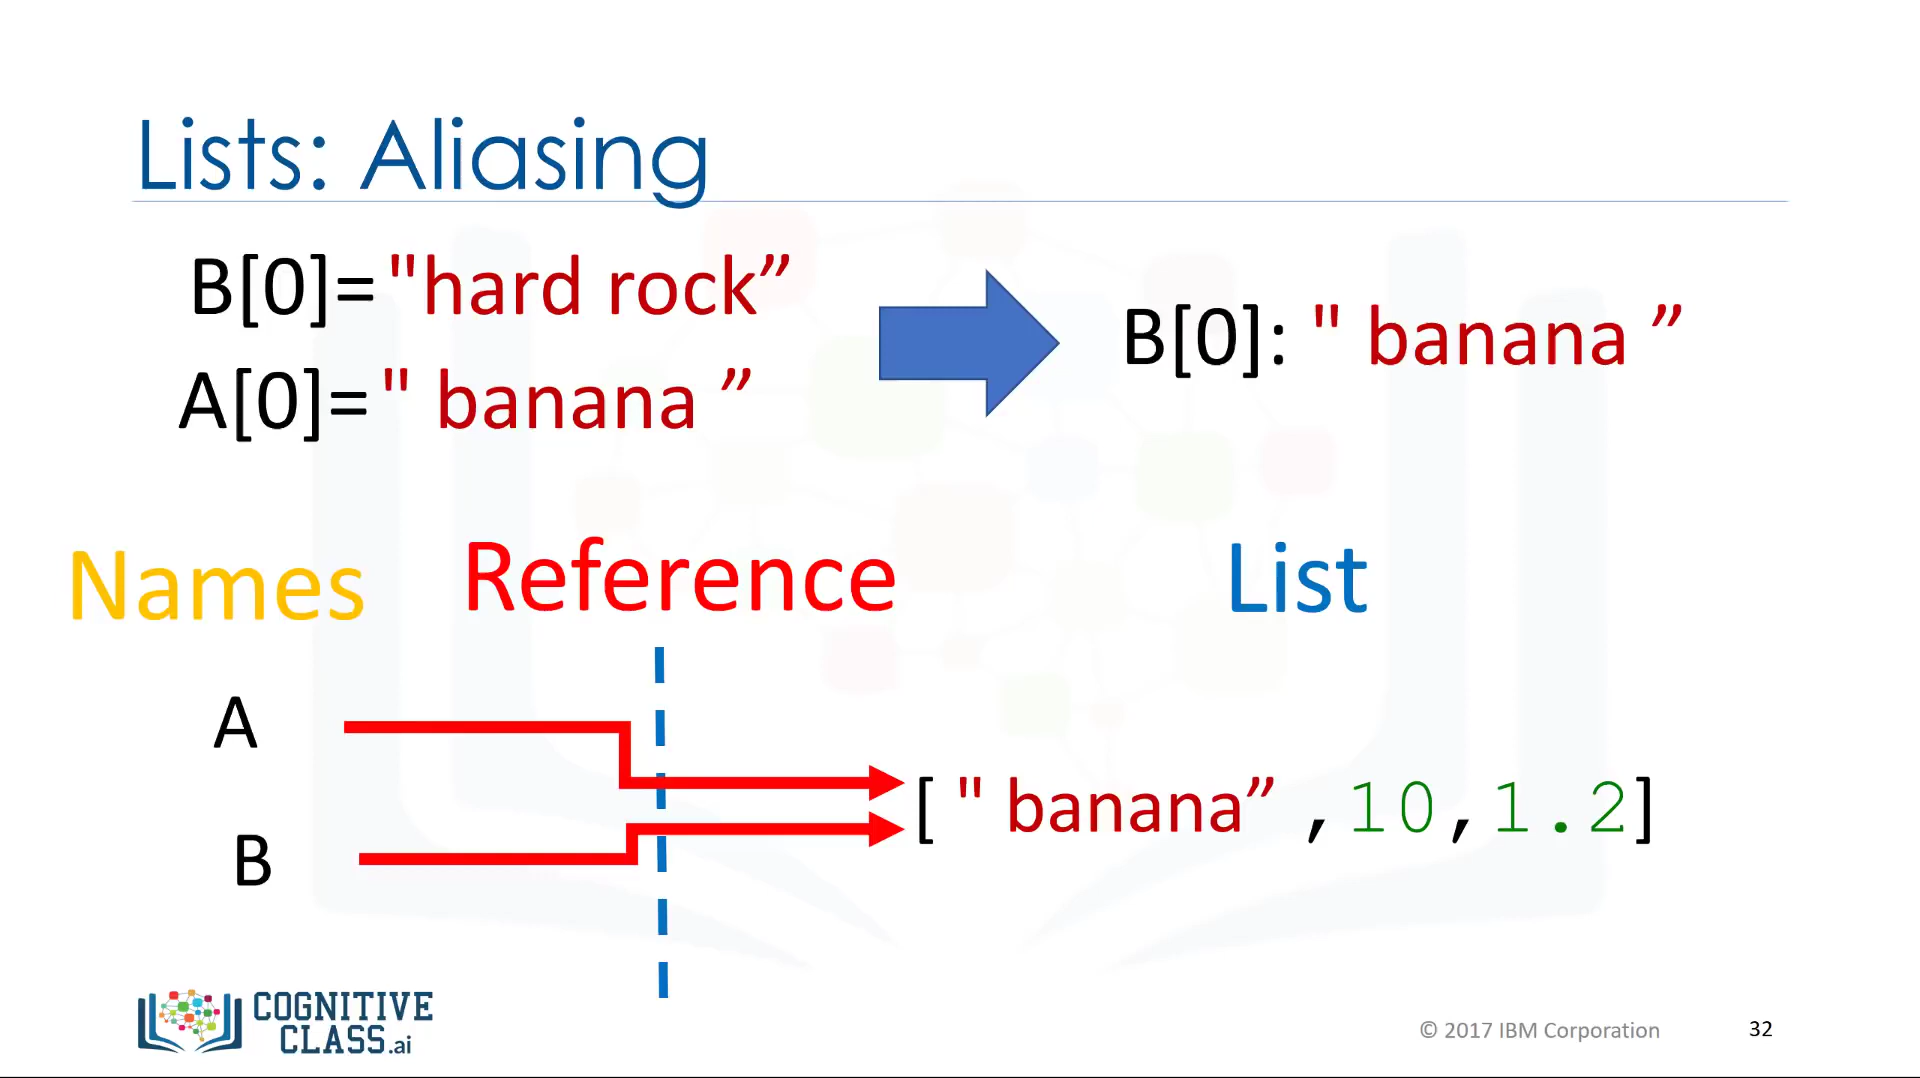 Lists: Aliasing
B[0]="hard rock”
A[0]=" banana ”
B[0]: " banana ”
Names Reference List
A
[ " banana” ,10,1.2]
B
COGNITIVE
CLASS.ai
© 2017 IBM Corporation 32